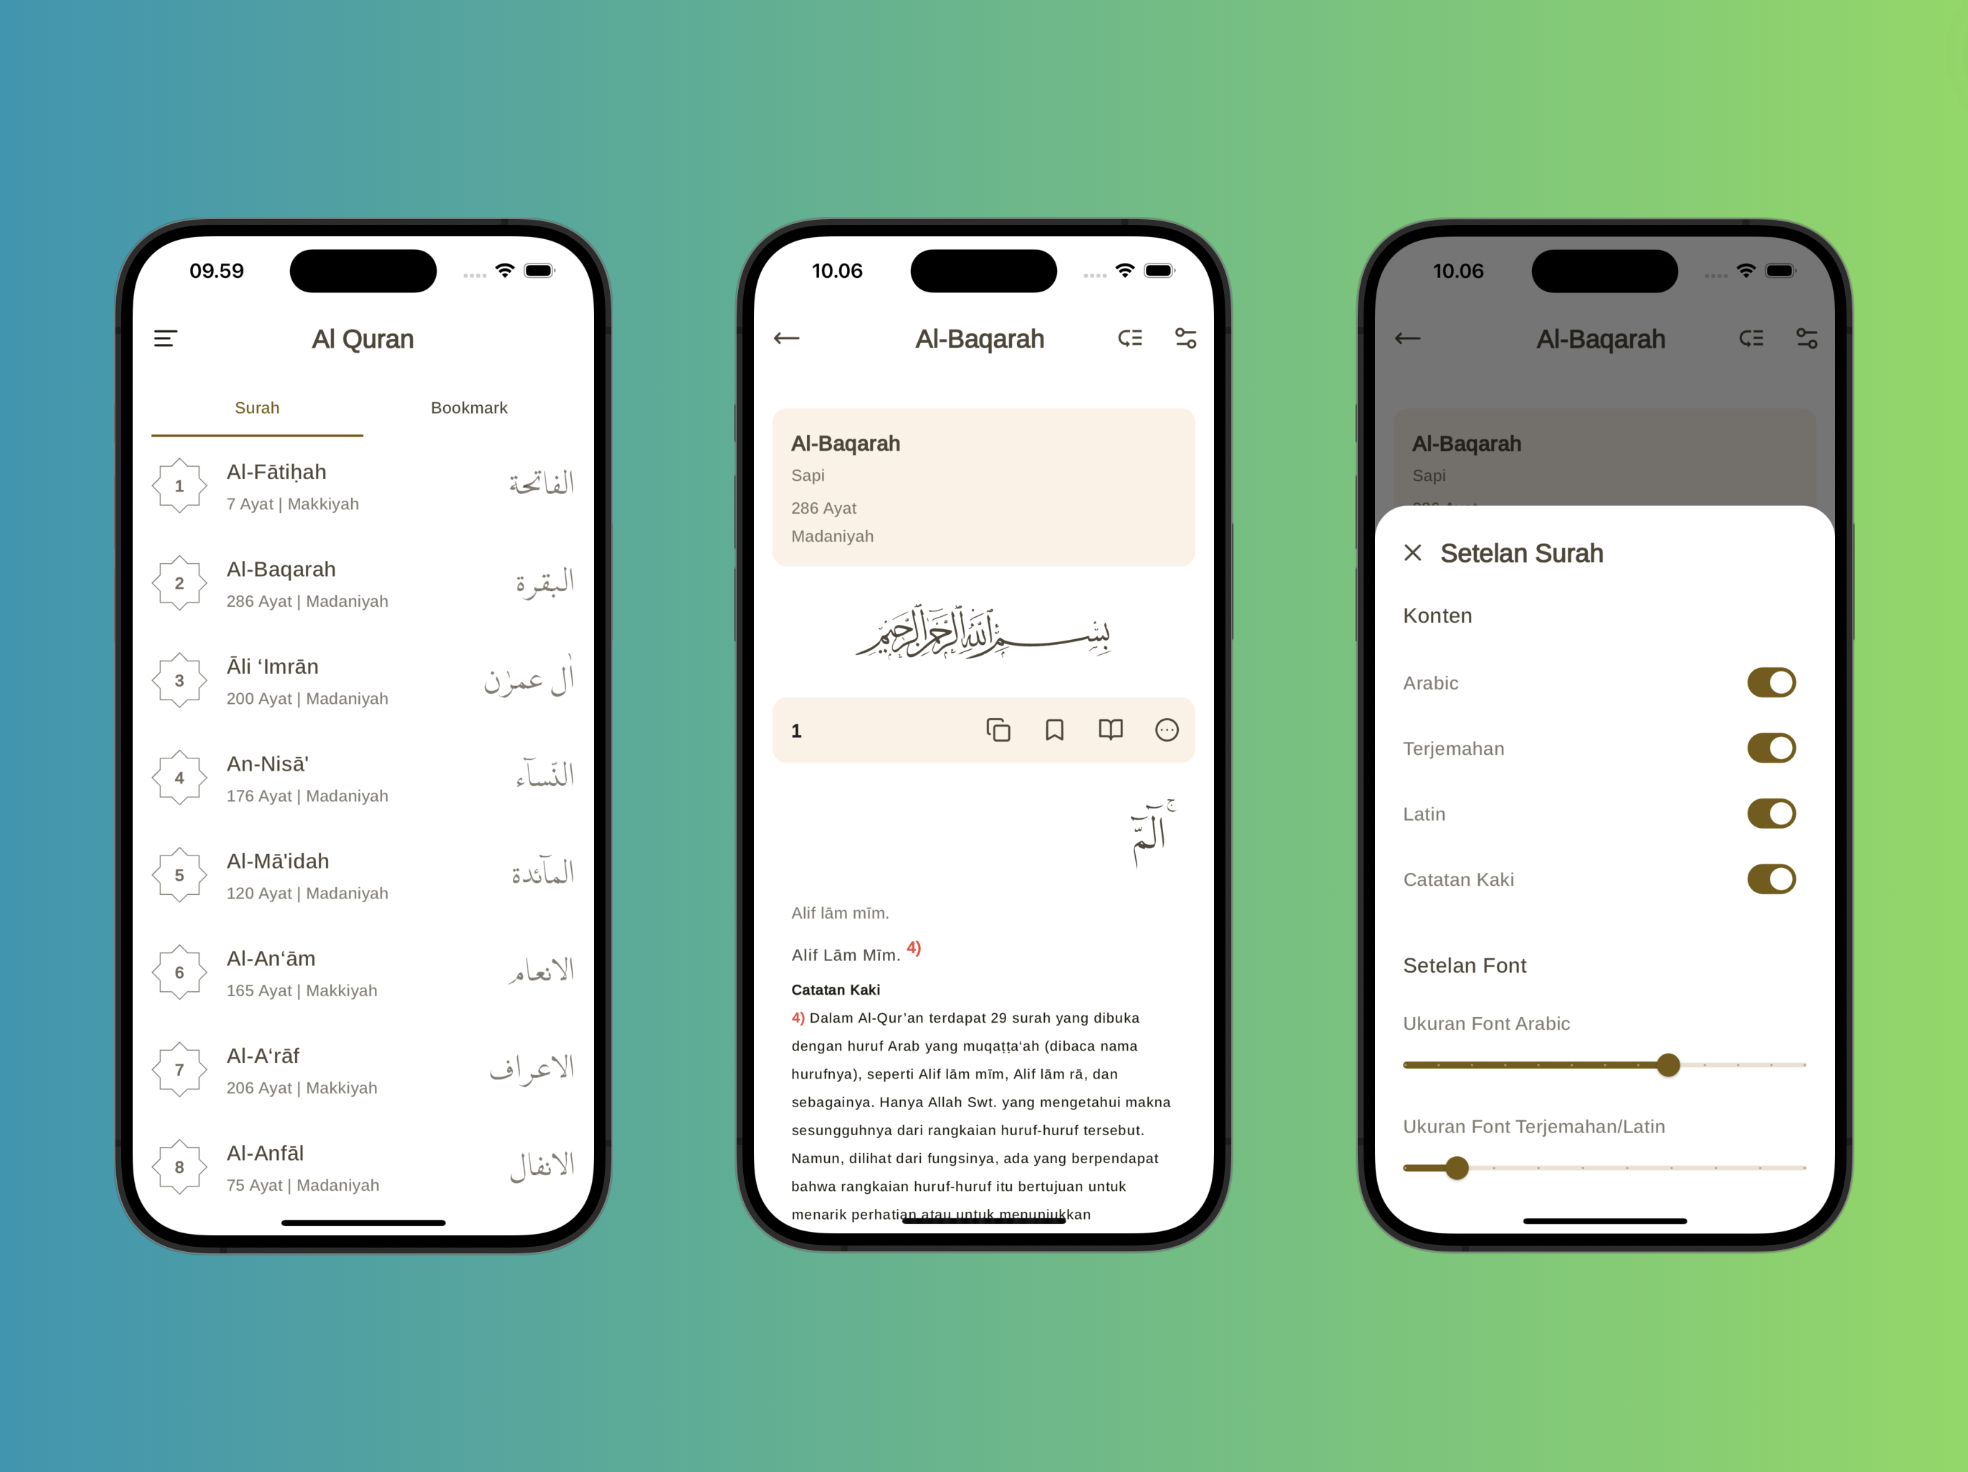 09.59
Al Quran
Surah
Bookmark
1
Al-Fātiḥah
7 Ayat | Makkiyah
الفاتحة
2
Al-Baqarah
286 Ayat | Madaniyah
البقرة
3
Āli ‘Imrān
200 Ayat | Madaniyah
اٰل عمرٰن
4
An-Nisā'
176 Ayat | Madaniyah
النّساۤء
5
Al-Mā'idah
120 Ayat | Madaniyah
الماۤئدة
6
Al-An‘ām
165 Ayat | Makkiyah
الانعام
7
Al-A‘rāf
206 Ayat | Makkiyah
الاعراف
8
Al-Anfāl
75 Ayat | Madaniyah
الانفال
10.06
Al-Baqarah
Al-Baqarah
Sapi
286 Ayat
Madaniyah
بِسْمِ اللّٰهِ الرَّحْمٰنِ الرَّحِيْمِ
1
الۤمّۤ ۚ
Alif lām mīm.
Alif Lām Mīm. 4)
Catatan Kaki
4) Dalam Al-Qur’an terdapat 29 surah yang dibuka
dengan huruf Arab yang muqaṭṭa‘ah (dibaca nama
hurufnya), seperti Alif lām mīm, Alif lām rā, dan
sebagainya. Hanya Allah Swt. yang mengetahui makna
sesungguhnya dari rangkaian huruf-huruf tersebut.
Namun, dilihat dari fungsinya, ada yang berpendapat
bahwa rangkaian huruf-huruf itu bertujuan untuk
menarik perhatian atau untuk menunjukkan
10.06
Al-Baqarah
Al-Baqarah
Sapi
286 Ayat
Setelan Surah
Konten
Arabic
Terjemahan
Latin
Catatan Kaki
Setelan Font
Ukuran Font Arabic
Ukuran Font Terjemahan/Latin